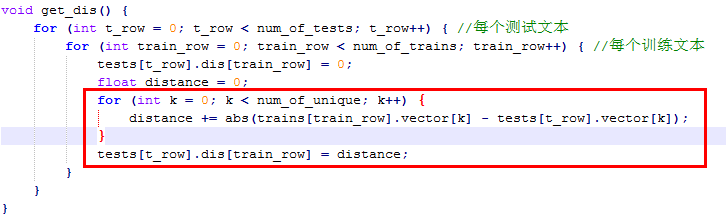 void get_dis() {
    for (int t_row = 0; t_row < num_of_tests; t_row++) { //每个测试文本
        for (int train_row = 0; train_row < num_of_trains; train_row++) { //每个训练文本
            tests[t_row].dis[train_row] = 0;
            float distance = 0;
            for (int k = 0; k < num_of_unique; k++) {
                distance += abs(trains[train_row].vector[k] - tests[t_row].vector[k]);
            }
            tests[t_row].dis[train_row] = distance;
        }
    }
}